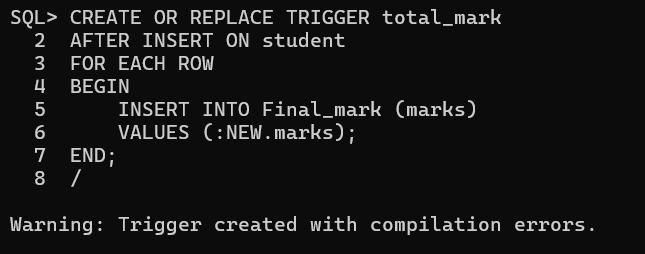 SQL> CREATE OR REPLACE TRIGGER total_mark
  2  AFTER INSERT ON student
  3  FOR EACH ROW
  4  BEGIN
  5      INSERT INTO Final_mark (marks)
  6      VALUES (:NEW.marks);
  7  END;
  8  /
Warning: Trigger created with compilation errors.